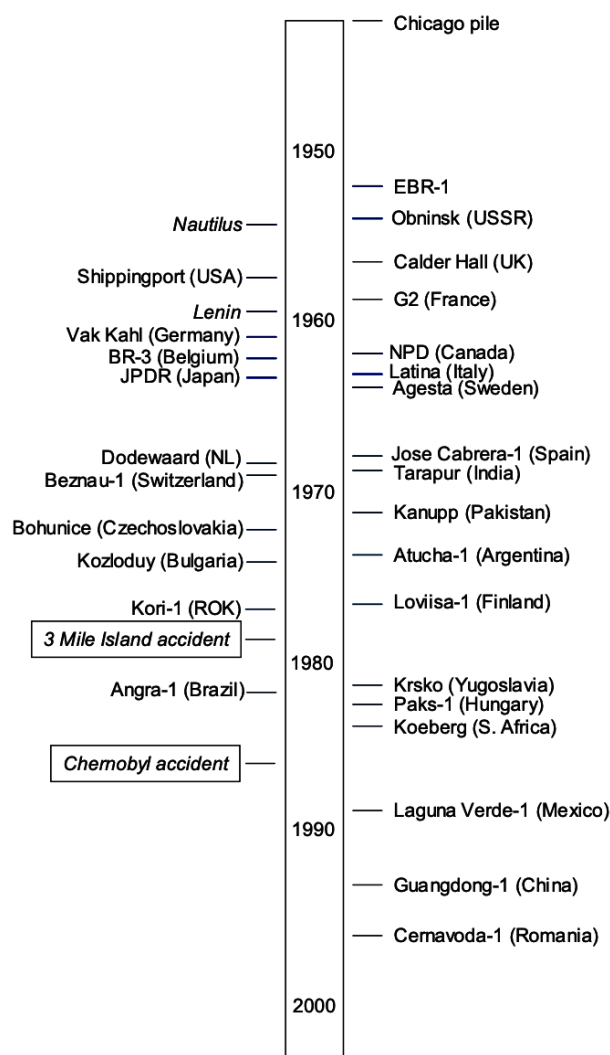 Chicago pile
1950
EBR-1
Obninsk (USSR)
Nautilus
Calder Hall (UK)
Shippingport (USA)
G2 (France)
Lenin
1960
Vak Kahl (Germany)
NPD (Canada)
BR-3 (Belgium)
Latina (Italy)
JPDR (Japan)
Agesta (Sweden)
Jose Cabrera-1 (Spain)
Dodewaard (NL)
Tarapur (India)
Beznau-1 (Switzerland)
1970
Kanupp (Pakistan)
Bohunice (Czechoslovakia)
Atucha-1 (Argentina)
Kozloduy (Bulgaria)
Loviisa-1 (Finland)
Kori-1 (ROK)
3 Mile Island accident
1980
Krsko (Yugoslavia)
Angra-1 (Brazil)
Paks-1 (Hungary)
Koeberg (S. Africa)
Chernobyl accident
Laguna Verde-1 (Mexico)
1990
Guangdong-1 (China)
Cernavoda-1 (Romania)
2000